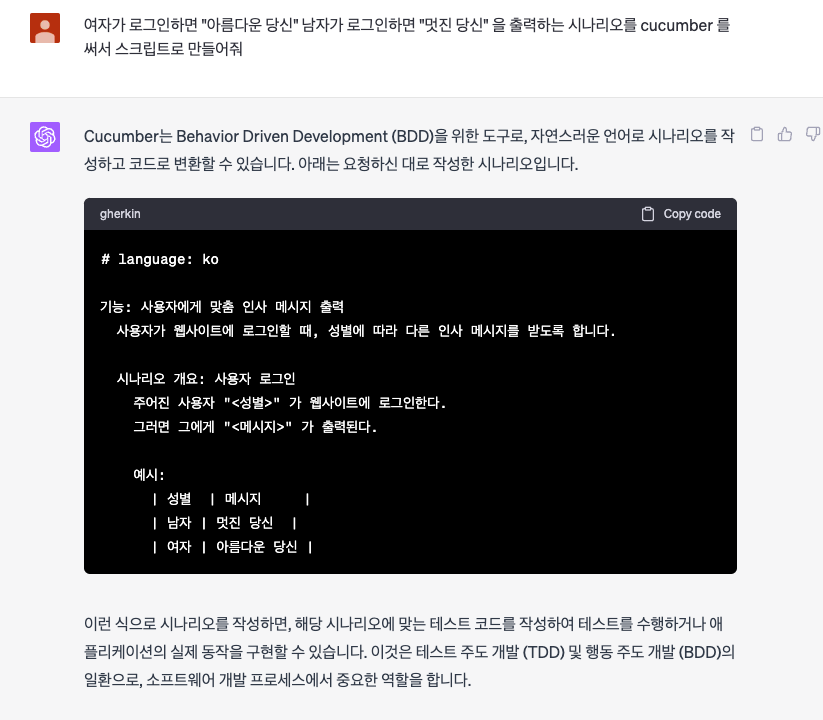 여자가 로그인하면 "아름다운 당신" 남자가 로그인하면 "멋진 당신" 을 출력하는 시나리오를 cucumber 를
써서 스크립트로 만들어줘
Cucumber는 Behavior Driven Development (BDD)을 위한 도구로, 자연스러운 언어로 시나리오를 작
성하고 코드로 변환할 수 있습니다. 아래는 요청하신 대로 작성한 시나리오입니다.
gherkin Copy code
# language: ko
기능: 사용자에게 맞춤 인사 메시지 출력
사용자가 웹사이트에 로그인할 때, 성별에 따라 다른 인사 메시지를 받도록 합니다.
시나리오 개요: 사용자 로그인
주어진 사용자 "<성별>" 가 웹사이트에 로그인한다.
그러면 그에게 "<메시지>" 가 출력된다.
예시:
| 성별 | 메시지 |
| 남자 | 멋진 당신 |
| 여자 | 아름다운 당신 |
이런 식으로 시나리오를 작성하면, 해당 시나리오에 맞는 테스트 코드를 작성하여 테스트를 수행하거나 애
플리케이션의 실제 동작을 구현할 수 있습니다. 이것은 테스트 주도 개발 (TDD) 및 행동 주도 개발 (BDD)의
일환으로, 소프트웨어 개발 프로세스에서 중요한 역할을 합니다.